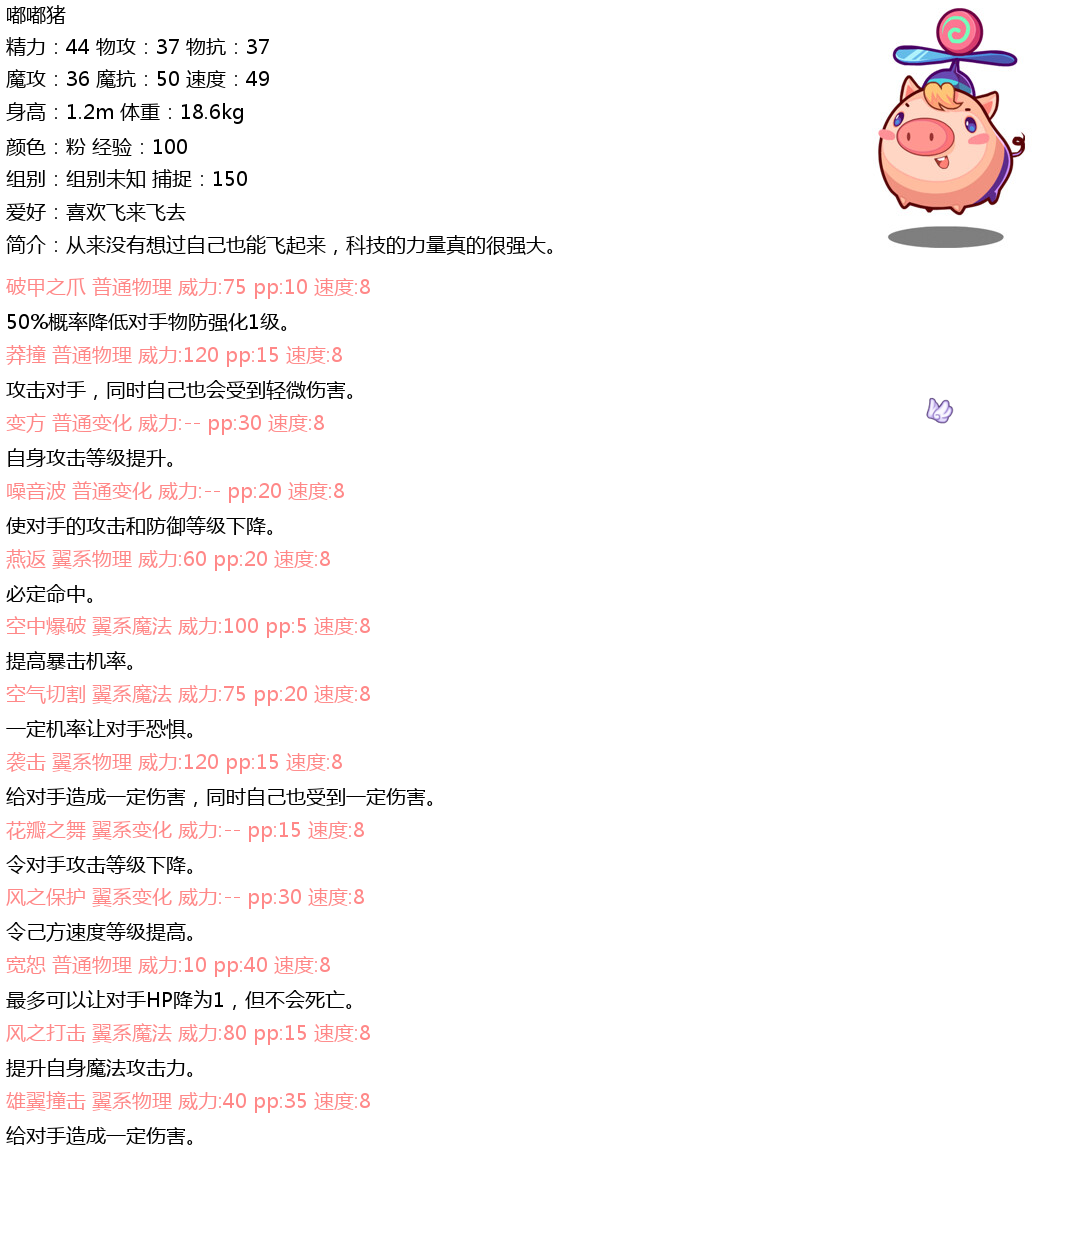 嘟嘟猪
精力：44 物攻：37 物抗：37
魔攻：36 魔抗：50 速度：49
身高：1.2m 体重：18.6kg
颜色：粉 经验：100
组别：组别未知 捕捉：150
爱好：喜欢飞来飞去
简介：从来没有想过自己也能飞起来，科技的力量真的很强大。
破甲之爪 普通物理 威力:75 pp:10 速度:8
50%概率降低对手物防强化1级。
莽撞 普通物理 威力:120 pp:15 速度:8
攻击对手，同时自己也会受到轻微伤害。
变方 普通变化 威力:-- pp:30 速度:8
自身攻击等级提升。
噪音波 普通变化 威力:-- pp:20 速度:8
使对手的攻击和防御等级下降。
燕返 翼系物理 威力:60 pp:20 速度:8
必定命中。
空中爆破 翼系魔法 威力:100 pp:5 速度:8
提高暴击机率。
空气切割 翼系魔法 威力:75 pp:20 速度:8
一定机率让对手恐惧。
袭击 翼系物理 威力:120 pp:15 速度:8
给对手造成一定伤害，同时自己也受到一定伤害。
花瓣之舞 翼系变化 威力:-- pp:15 速度:8
令对手攻击等级下降。
风之保护 翼系变化 威力:-- pp:30 速度:8
令己方速度等级提高。
宽恕 普通物理 威力:10 pp:40 速度:8
最多可以让对手HP降为1，但不会死亡。
风之打击 翼系魔法 威力:80 pp:15 速度:8
提升自身魔法攻击力。
雄翼撞击 翼系物理 威力:40 pp:35 速度:8
给对手造成一定伤害。